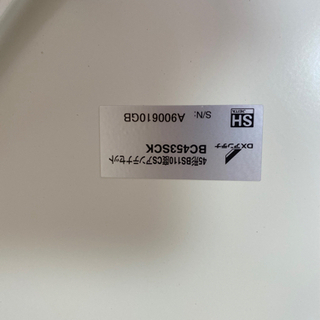 DXアンテナ
45形BS110度CSアンテナセット
BC453SCK
SH
JEITA
S/N: A900610GB